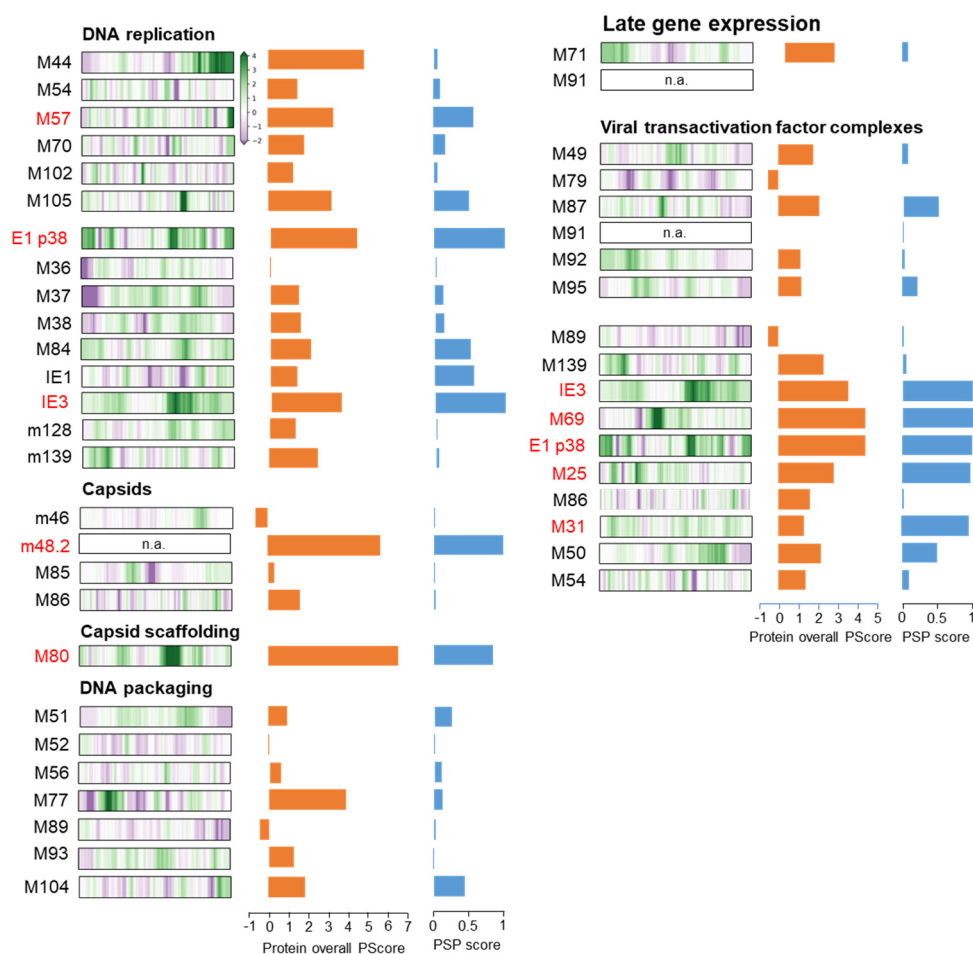 DNA replication
M44
M54
M57
M70
M102
M105
4
3
2
1
0
−1
−2
E1 p38
M36
M37
M38
M84
IE1
IE3
m128
m139
Capsids
m46
m48.2
n.a.
M85
M86
Capsid scaffolding
M80
DNA packaging
M51
M52
M56
M77
M89
M93
M104
-1 0 1 2 3 4 5 6 7
Protein overall PScore
0 0.5 1
PSP score
Late gene expression
M71
M91
n.a.
Viral transactivation factor complexes
M49
M79
M87
M91
n.a.
M92
M95
M89
M139
IE3
M69
E1 p38
M25
M86
M31
M50
M54
-1 0 1 2 3 4 5
Protein overall PScore
0 0.5 1
PSP score